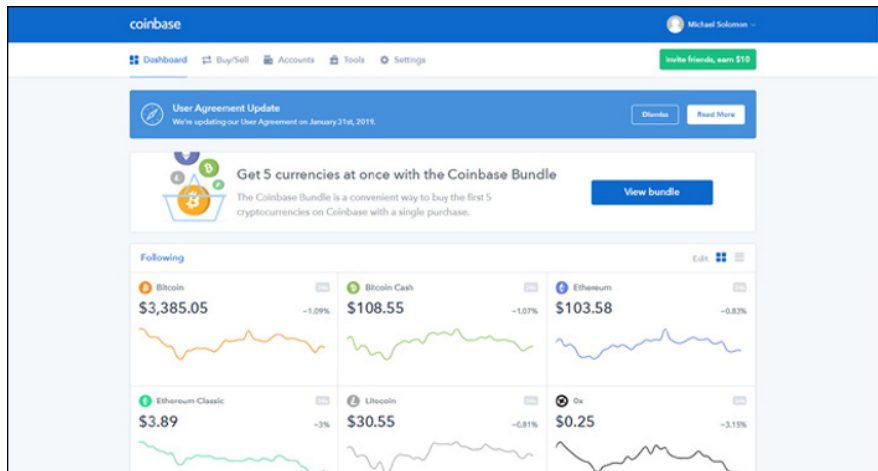 coinbase
Michael Solomon
Dashboard Buy/Sell Accounts Tools Settings
Invite friends, earn $10
User Agreement Update
We're updating our User Agreement on January 31st, 2019.
Dismiss Read More
Get 5 currencies at once with the Coinbase Bundle
The Coinbase Bundle is a convenient way to buy the first 5
cryptocurrencies on Coinbase with a single purchase.
View bundle
Following Edit
Bitcoin
$3,385.05 -1.09%
Bitcoin Cash
$108.55 -1.07%
Ethereum
$103.58 -0.83%
Ethereum Classic
$3.89 -3%
Litecoin
$30.55 -0.81%
0x
$0.25 -3.15%